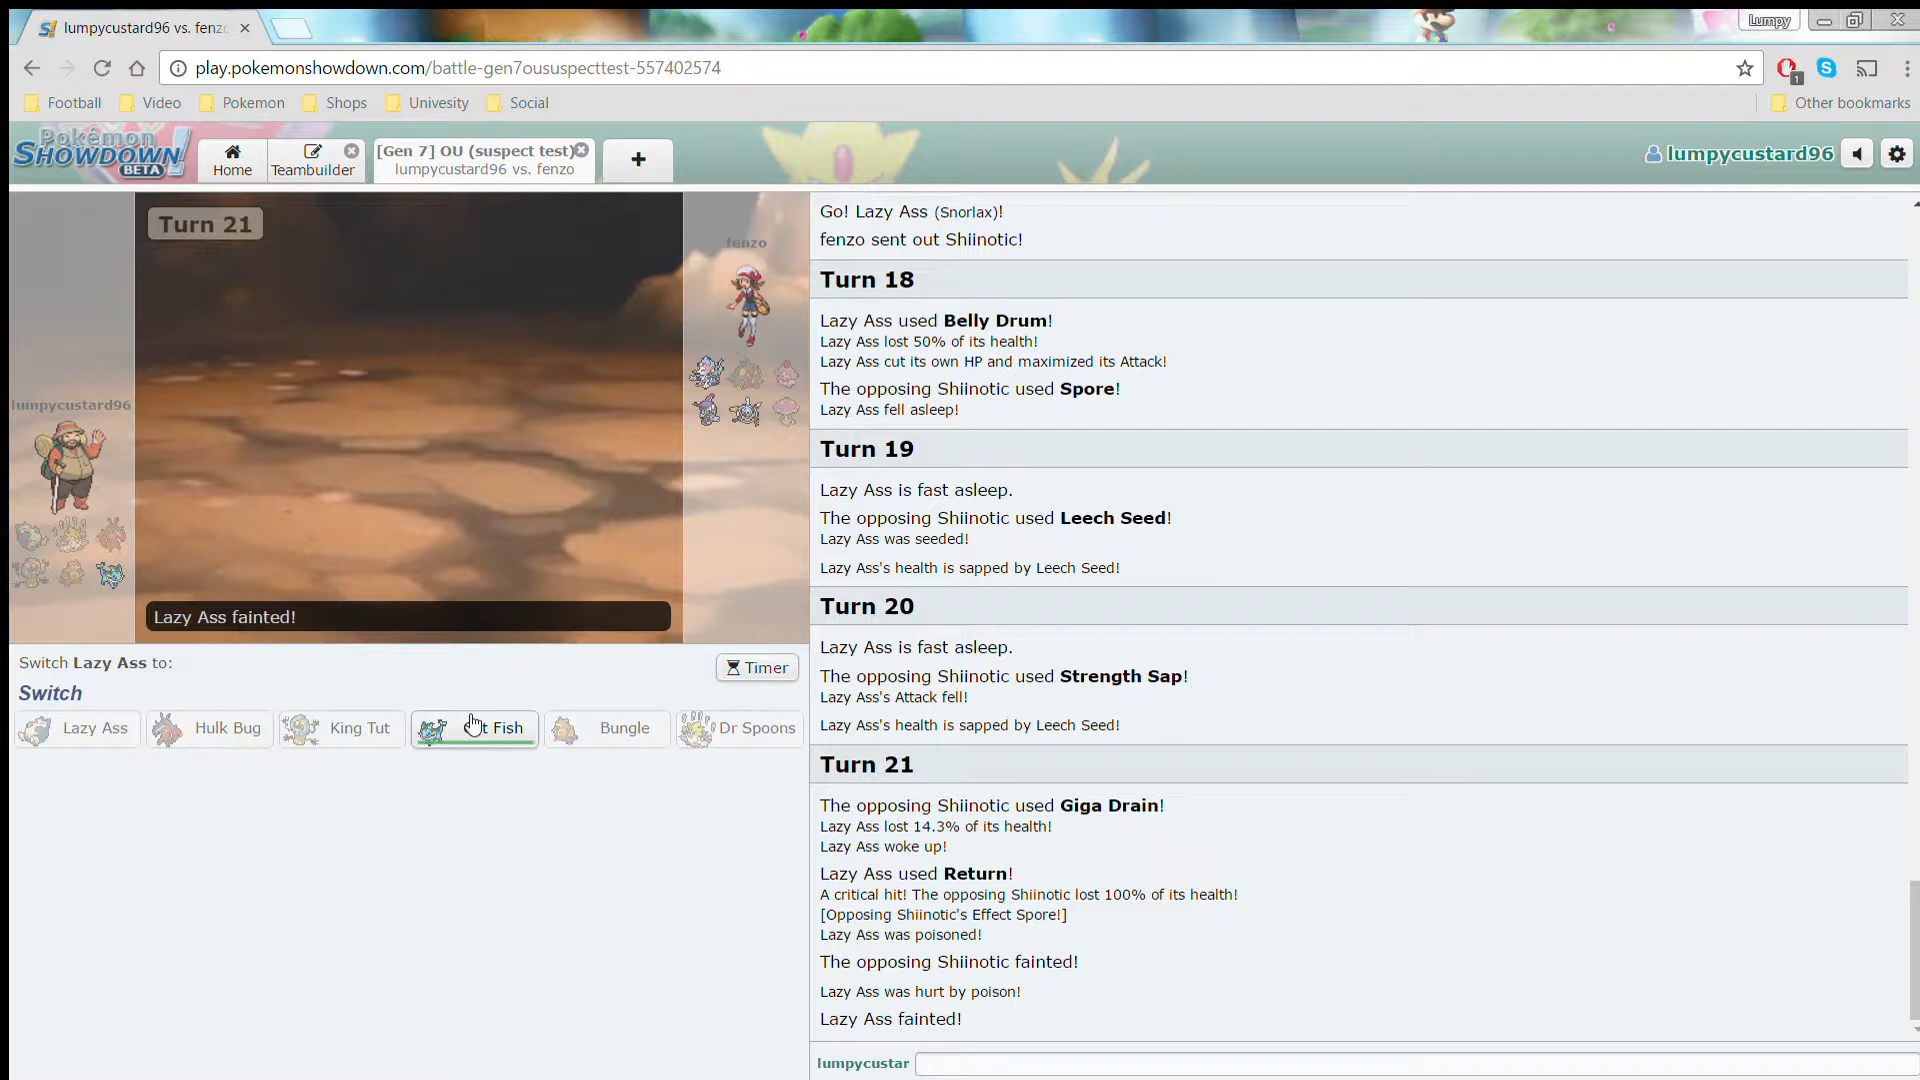 lumpycustard96 vs. fenzo
Lumpy
play.pokemonshowdown.com/battle-gen7oususpecttest-557402574
1
Football
Video
Pokemon
Shops
Univesity
Social
Other bookmarks
Pokémon
SHOWDOWN!
BETA
Home
Teambuilder
[Gen 7] OU (suspect test)
lumpycustard96 vs. fenzo
+
lumpycustard96
Turn 21
fenzo
lumpycustard96
Lazy Ass fainted!
Switch Lazy Ass to:
Timer
Switch
Lazy Ass
Hulk Bug
King Tut
Fish
Bungle
Dr Spoons
Go! Lazy Ass (Snorlax)!
fenzo sent out Shiinotic!
Turn 18
Lazy Ass used Belly Drum!
Lazy Ass lost 50% of its health!
Lazy Ass cut its own HP and maximized its Attack!
The opposing Shiinotic used Spore!
Lazy Ass fell asleep!
Turn 19
Lazy Ass is fast asleep.
The opposing Shiinotic used Leech Seed!
Lazy Ass was seeded!
Lazy Ass's health is sapped by Leech Seed!
Turn 20
Lazy Ass is fast asleep.
The opposing Shiinotic used Strength Sap!
Lazy Ass's Attack fell!
Lazy Ass's health is sapped by Leech Seed!
Turn 21
The opposing Shiinotic used Giga Drain!
Lazy Ass lost 14.3% of its health!
Lazy Ass woke up!
Lazy Ass used Return!
A critical hit! The opposing Shiinotic lost 100% of its health!
[Opposing Shiinotic's Effect Spore!]
Lazy Ass was poisoned!
The opposing Shiinotic fainted!
Lazy Ass was hurt by poison!
Lazy Ass fainted!
lumpycustar